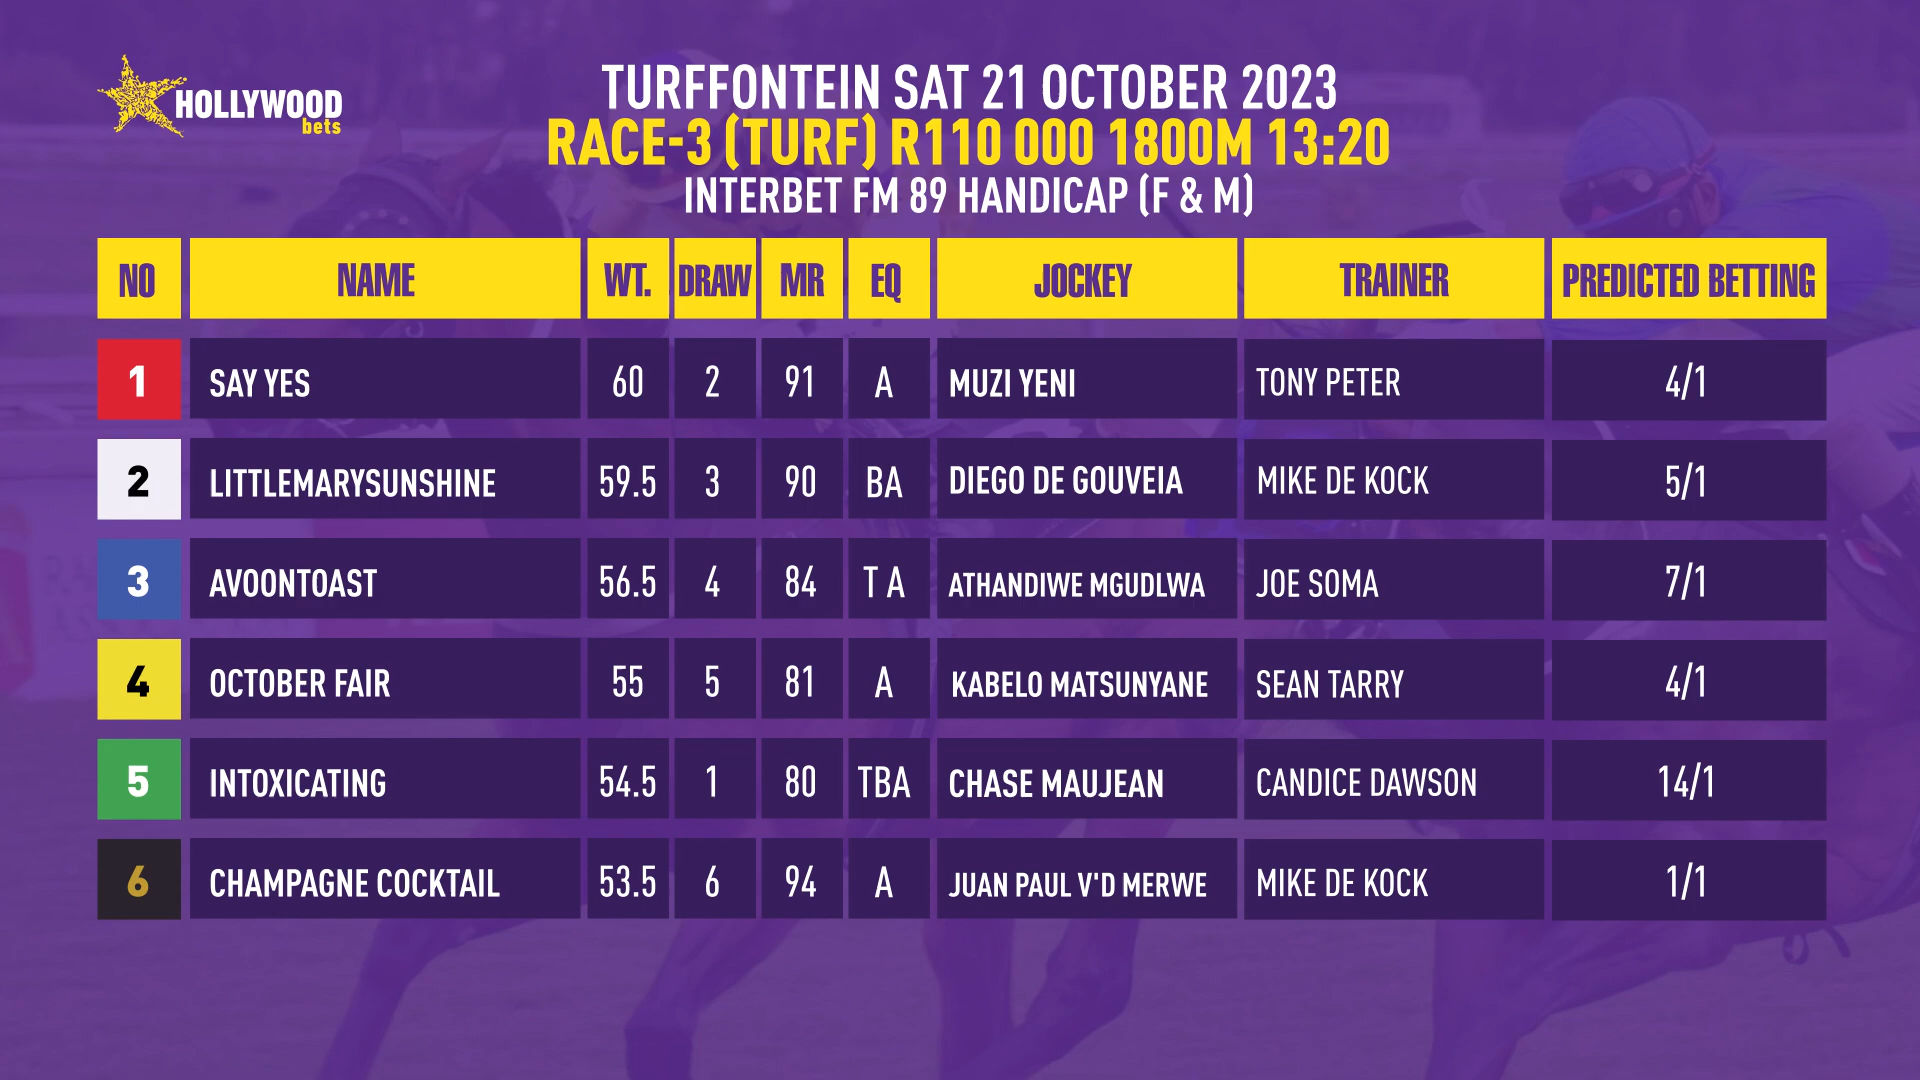 HOLLYWOOD
bets
TURFFONTEIN SAT 21 OCTOBER 2023
RACE-3 (TURF) R110 000 1800M 13:20
INTERBET FM 89 HANDICAP (F & M)
NO NAME WT. DRAW MR EQ JOCKEY TRAINER PREDICTED BETTING
1 SAY YES 60 2 91 A MUZI YENI TONY PETER 4/1
2 LITTLEMARYSUNSHINE 59.5 3 90 BA DIEGO DE GOUVEIA MIKE DE KOCK 5/1
3 AVOONTOAST 56.5 4 84 T A ATHANDIWE MGUDLWA JOE SOMA 7/1
4 OCTOBER FAIR 55 5 81 A KABELO MATSUNYANE SEAN TARRY 4/1
5 INTOXICATING 54.5 1 80 TBA CHASE MAUJEAN CANDICE DAWSON 14/1
6 CHAMPAGNE COCKTAIL 53.5 6 94 A JUAN PAUL V'D MERWE MIKE DE KOCK 1/1